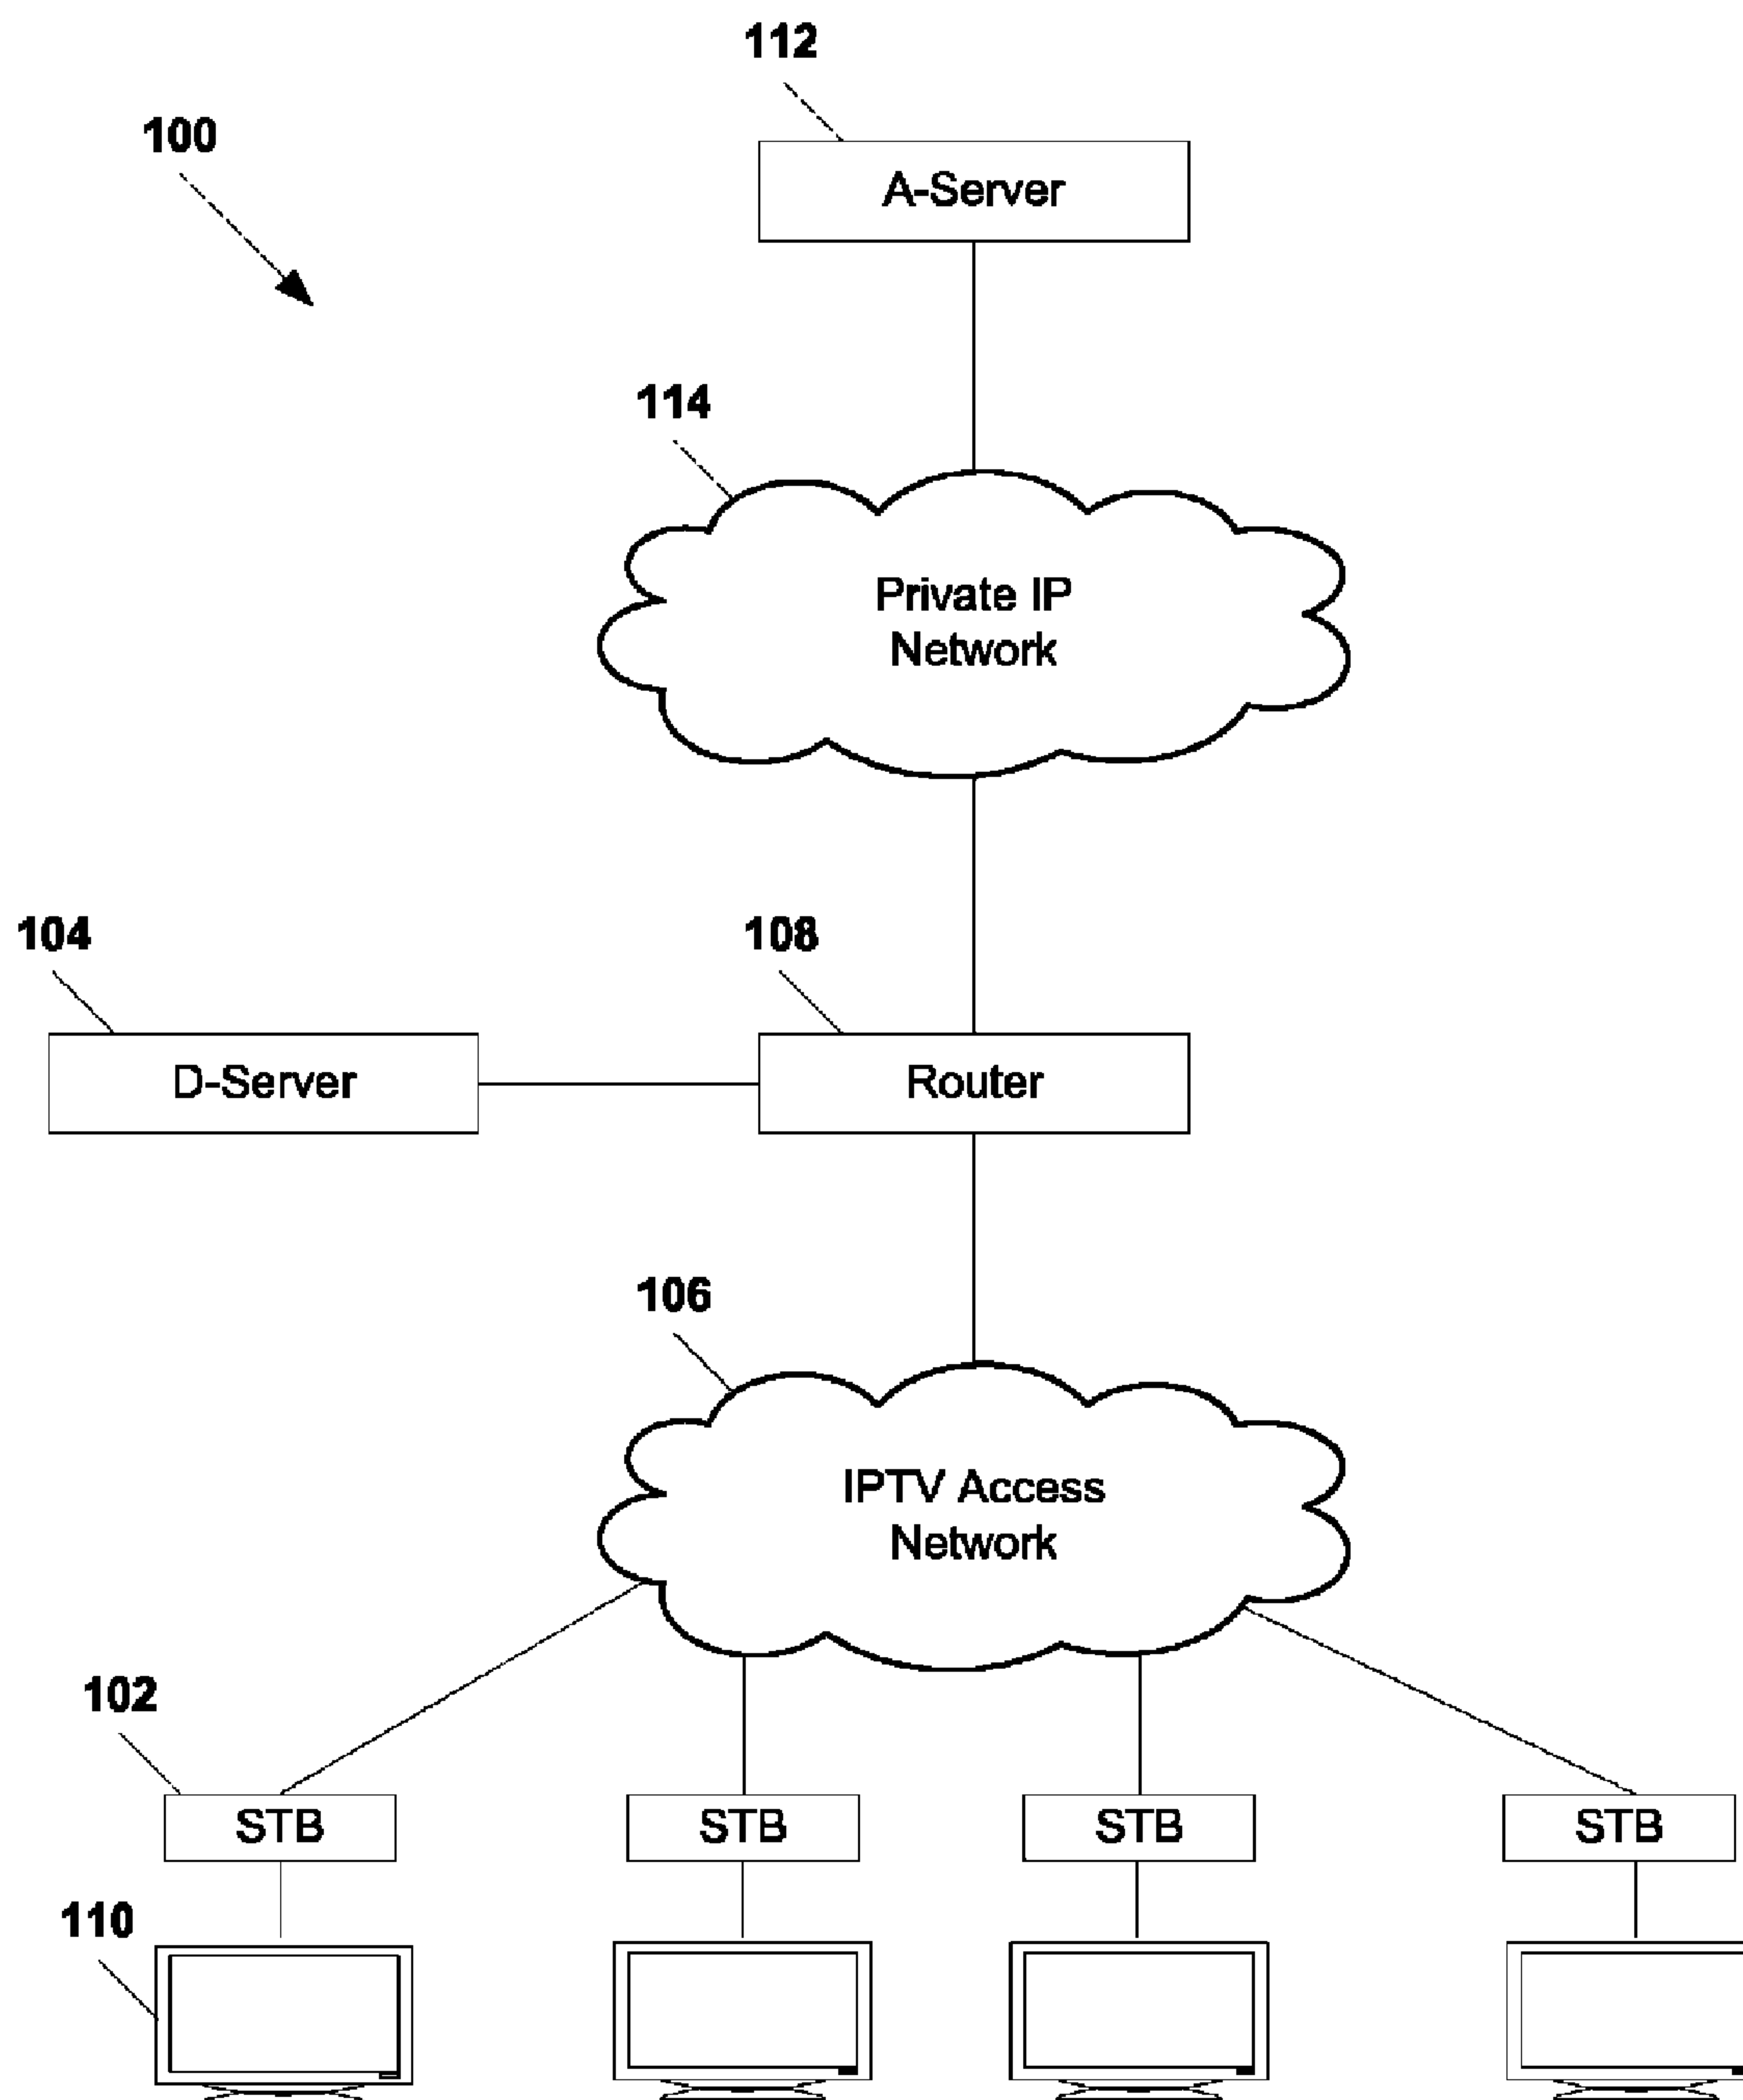 112
100
A-Server
114
Private IP
Network
104
108
D-Server
Router
106
IPTV Access
Network
102
STB
STB
STB
STB
110